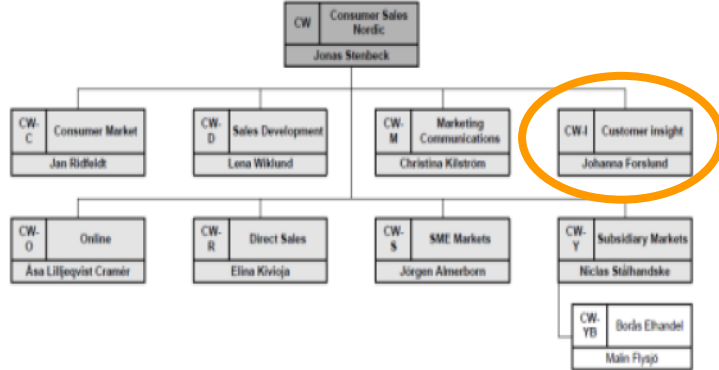 CW
Consumer Sales
Nordic
Jonas Stenbeck
CW-
C
Consumer Market
Jan Ridfeldt
CW-
D
Sales Development
Lena Wiklund
CW-
M
Marketing
Communications
Christina Kilström
CW-I
Customer insight
Johanna Forslund
CW-
O
Online
Åsa Lilljeqvist Cramér
CW-
R
Direct Sales
Elina Kivioja
CW-
S
SME Markets
Jörgen Almerborn
CW-
Y
Subsidiary Markets
Niclas Stålhandske
CW-
YB
Borås Elhandel
Malin Flysjö